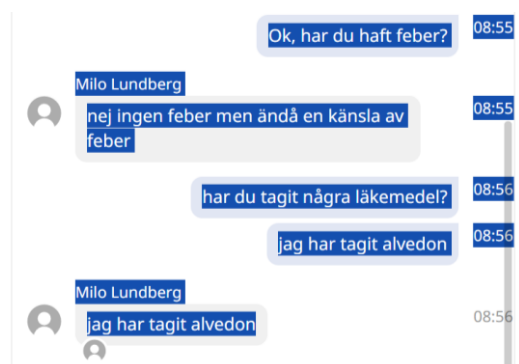 Ok, har du haft feber?
08:55
Milo Lundberg
nej ingen feber men ändå en känsla av
08:55
feber
har du tagit några läkemedel?
08:56
jag har tagit alvedon
08:56
Milo Lundberg
jag har tagit alvedon
08:56